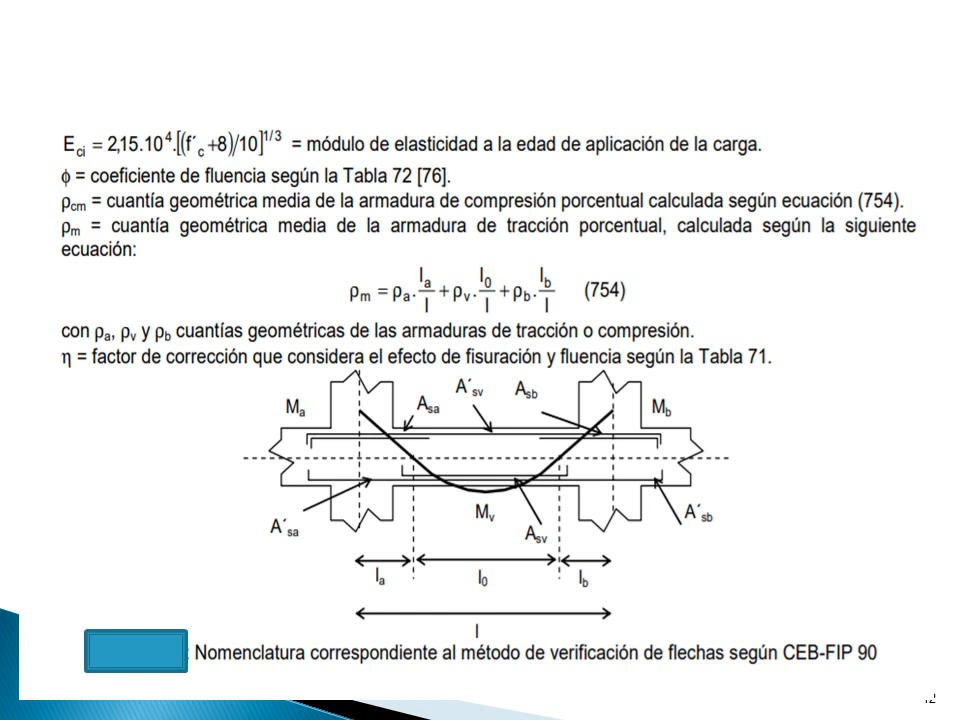 E_ci = 2,15.10^4.[(f´_c+8)/10]^1/3 = módulo de elasticidad a la edad de aplicación de la carga.
ϕ = coeficiente de fluencia según la Tabla 72 [76].
ρ_cm = cuantía geométrica media de la armadura de compresión porcentual calculada según ecuación (754).
ρ_m = cuantía geométrica media de la armadura de tracción porcentual, calculada según la siguiente
ecuación:
ρ_m = ρ_a. l_a/l + ρ_v. l_0/l + ρ_b. l_b/l (754)
con ρ_a, ρ_v y ρ_b cuantías geométricas de las armaduras de tracción o compresión.
η = factor de corrección que considera el efecto de fisuración y fluencia según la Tabla 71.
M_a A_sa A´_sv A_sb M_b
A´_sa M_v A_sv A´_sb
l_a l_0 l_b
l
: Nomenclatura correspondiente al método de verificación de flechas según CEB-FIP 90
12